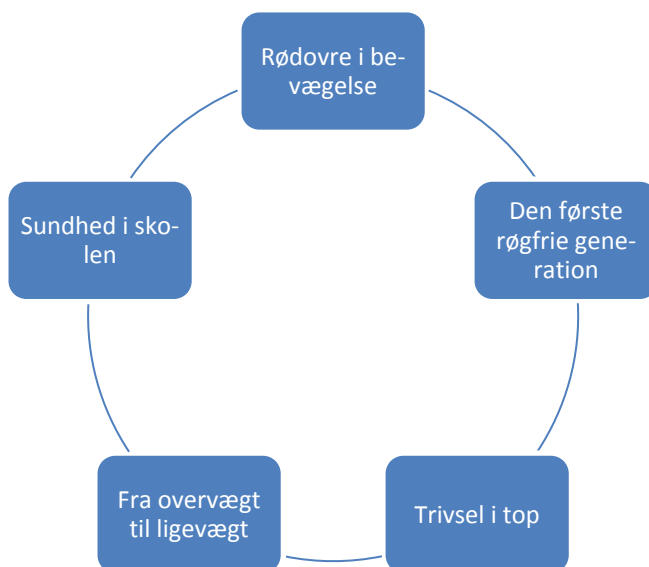 Rødovre i be-
vægelse
Den første
røgfrie gene-
ration
Trivsel i top
Fra overvægt
til ligevægt
Sundhed i sko-
len